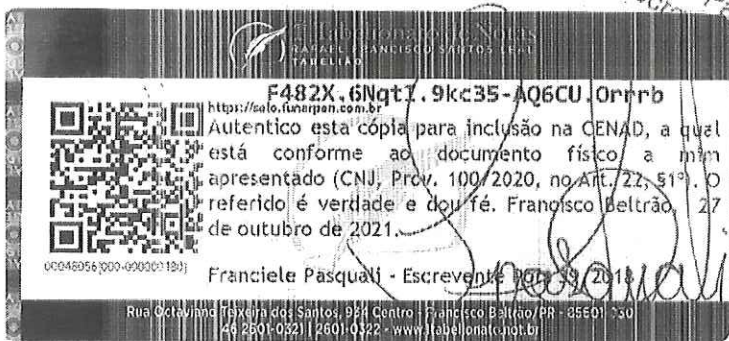 Tabelionato de Notas
RAFAEL FRANCISCO SANTOS LEAL
TABELIÃO
F482X.6NqtI.9kc35-AQ6CU.Orrrb
https://selo.funarpen.com.br
Autentico esta cópia para inclusão na CENAD, a qual
está conforme ao documento físico a mim
apresentado (CNJ, Prov. 100/2020, no Art. 22, §1º). O
referido é verdade e dou fé. Francisco Beltrão, 27
de outubro de 2021.
Franciele Pasquali - Escrevente
Rua Octaviano Teixeira dos Santos, 934 Centro - Francisco Beltrão/PR - 85601-030
46 2601-0321 | 2601-0322 - www.1tabelionato.not.br